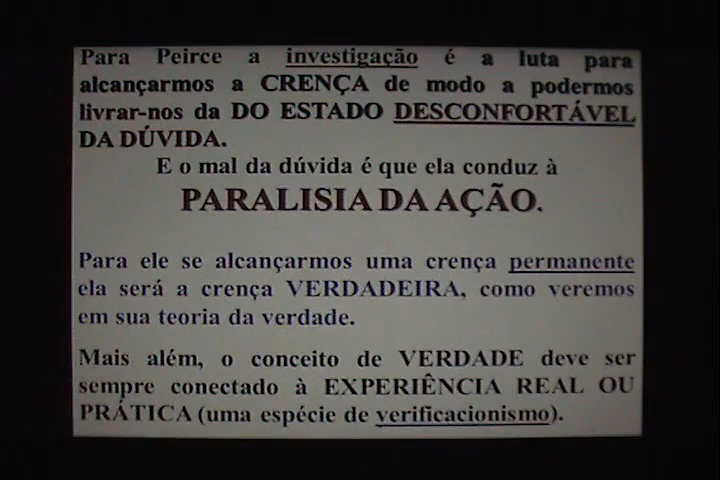 Para Peirce a investigação é a luta para
alcançarmos a CRENÇA de modo a podermos
livrar-nos da DO ESTADO DESCONFORTÁVEL
DA DÚVIDA.
E o mal da dúvida é que ela conduz à
PARALISIA DA AÇÃO.
Para ele se alcançarmos uma crença permanente
ela será a crença VERDADEIRA, como veremos
em sua teoria da verdade.
Mais além, o conceito de VERDADE deve ser
sempre conectado à EXPERIÊNCIA REAL OU
PRÁTICA (uma espécie de verificacionismo).